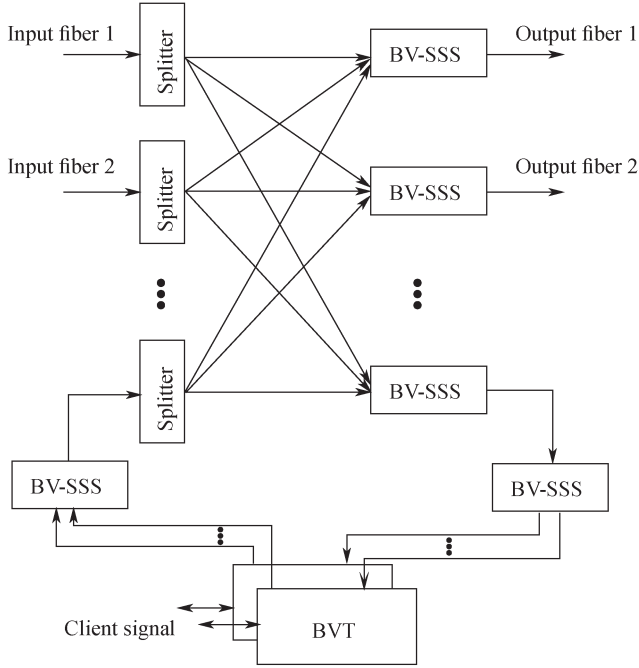 Input fiber 1
Splitter
BV-SSS
Output fiber 1
Input fiber 2
Splitter
BV-SSS
Output fiber 2
Splitter
BV-SSS
BV-SSS
BV-SSS
Client signal
BVT